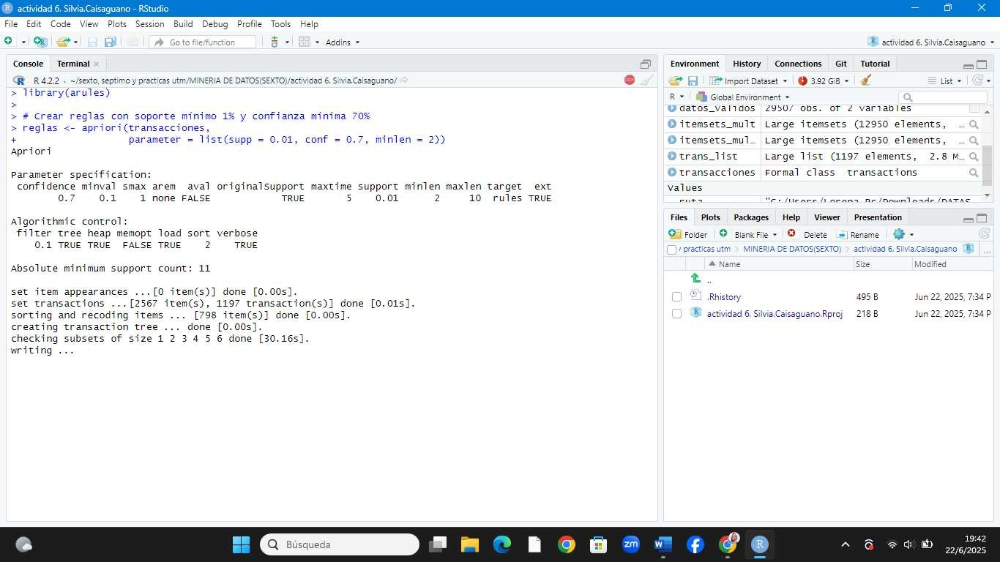 actividad 6. Silvia.Caisaguano - RStudio
File Edit Code View Plots Session Build Debug Profile Tools Help
Go to file/function Addins actividad 6. Silvia.Caisaguano
Console Terminal
R 4.2.2 · ~/sexto, septimo y practicas utm/MINERIA DE DATOS(SEXTO)/actividad 6. Silvia.Caisaguano/
> library(arules)
>
> # Crear reglas con soporte mínimo 1% y confianza mínima 70%
> reglas <- apriori(transacciones,
+ parameter = list(supp = 0.01, conf = 0.7, minlen = 2))
Apriori
Parameter specification:
confidence minval smax arem aval originalSupport maxtime support minlen maxlen target ext
0.7 0.1 1 none FALSE TRUE 5 0.01 2 10 rules TRUE
Algorithmic control:
filter tree heap memopt load sort verbose
0.1 TRUE TRUE FALSE TRUE 2 TRUE
Absolute minimum support count: 11
set item appearances ...[0 item(s)] done [0.00s].
set transactions ...[2567 item(s), 1197 transaction(s)] done [0.01s].
sorting and recoding items ... [798 item(s)] done [0.00s].
creating transaction tree ... done [0.00s].
checking subsets of size 1 2 3 4 5 6 done [30.16s].
writing ...
Environment History Connections Git Tutorial
Import Dataset 3.92 GiB List
R Global Environment
datos_validos 29507 obs. of 2 variables
itemsets_mult Large itemsets (12950 elements, …
itemsets_mul… Large itemsets (12950 elements, …
trans_list Large list (1197 elements, 2.8 M…
transacciones Formal class transactions
Values
ruta "C:/Users/Lorena Pc/Downloads/DATAS
Files Plots Packages Help Viewer Presentation
Folder Blank File Delete Rename
/ practicas utm > MINERIA DE DATOS(SEXTO) > actividad 6. Silvia.Caisaguano ...
Name Size Modified
..
.Rhistory 495 B Jun 22, 2025, 7:34 P
actividad 6. Silvia.Caisaguano.Rproj 218 B Jun 22, 2025, 7:34 P
Búsqueda
zm
19:42
22/6/2025